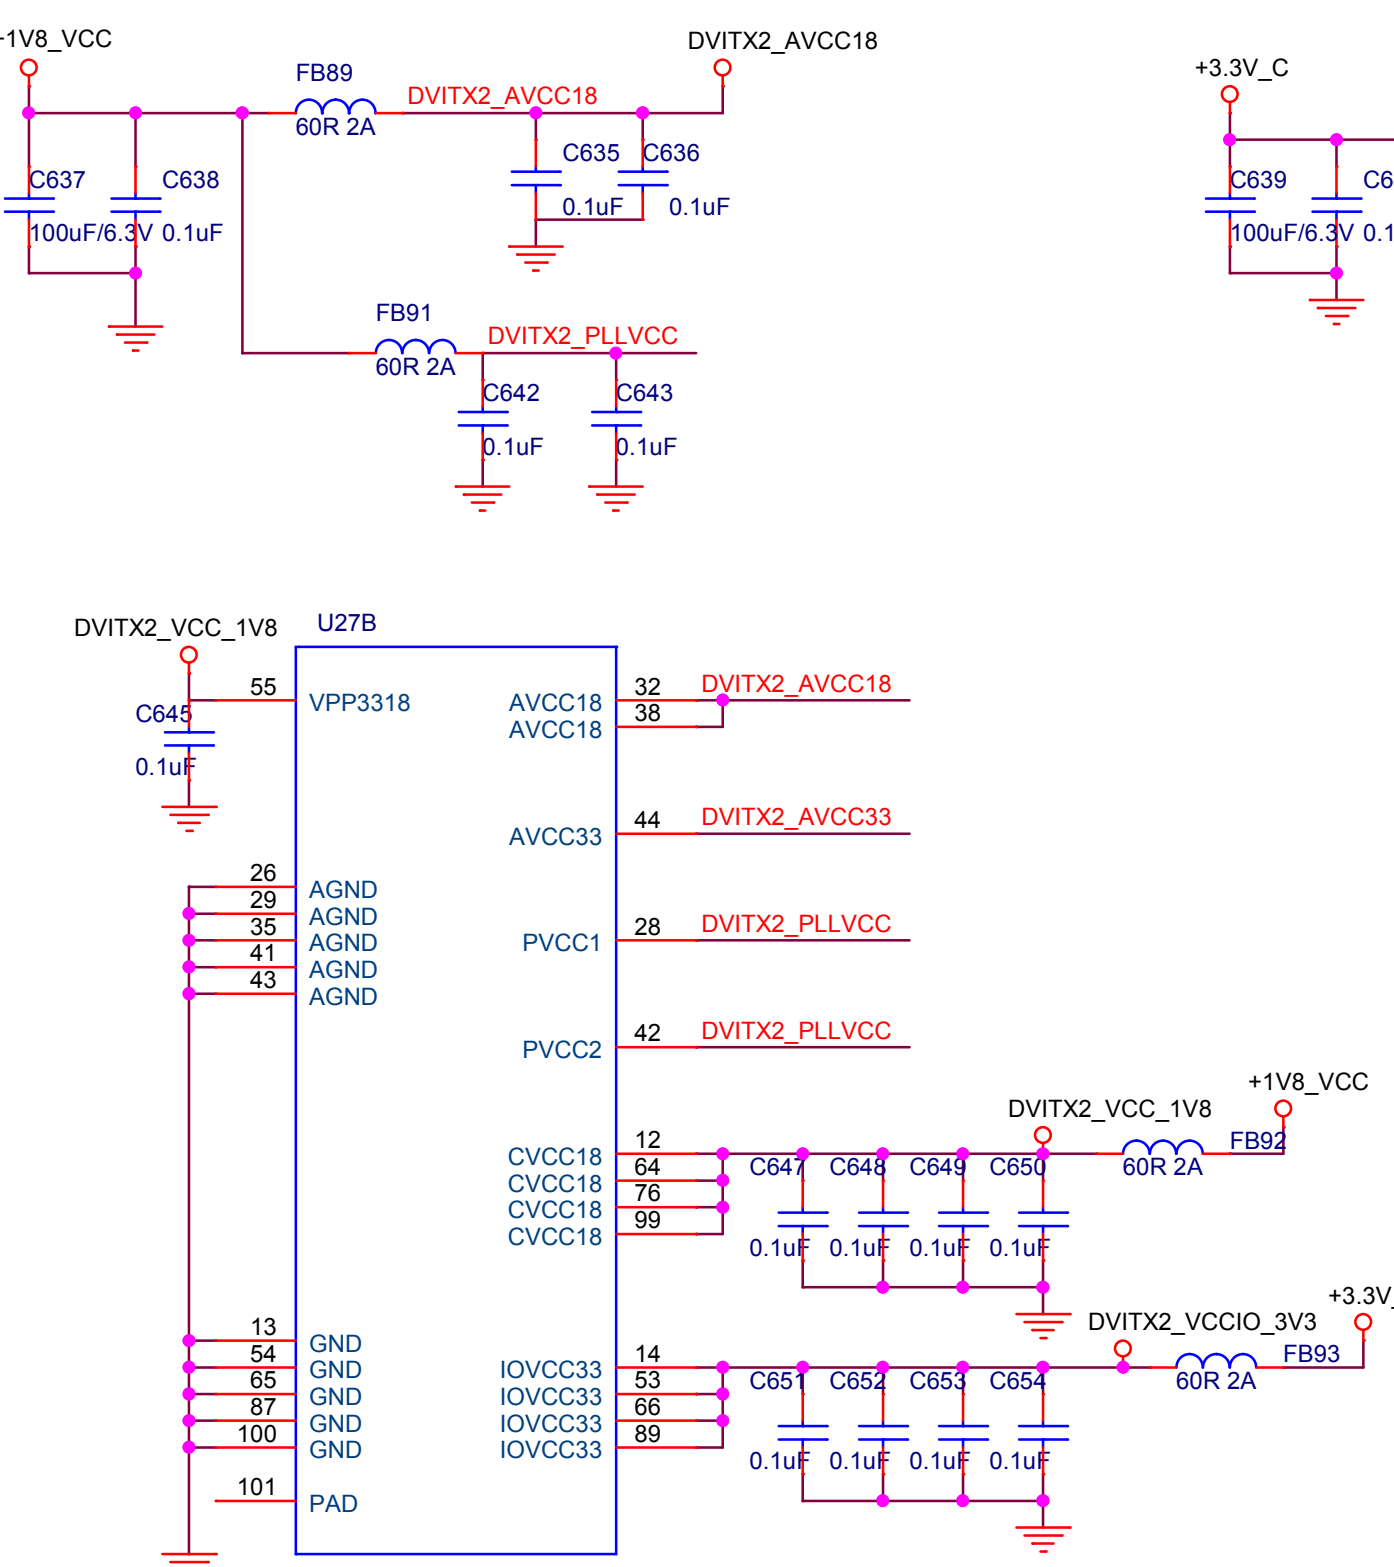 +1V8_VCC
DVITX2_AVCC18
+3.3V_C
FB89
DVITX2_AVCC18
60R 2A
C637
C638
C635
C636
C639
100uF/6.3V
0.1uF
0.1uF
0.1uF
100uF/6.3V
FB91
DVITX2_PLLVCC
60R 2A
C642
C643
0.1uF
0.1uF
DVITX2_VCC_1V8
U27B
55
VPP3318
C645
0.1uF
AVCC18
32
DVITX2_AVCC18
AVCC18
38
AVCC33
44
DVITX2_AVCC33
26
AGND
29
AGND
35
AGND
41
AGND
43
AGND
PVCC1
28
DVITX2_PLLVCC
PVCC2
42
DVITX2_PLLVCC
+1V8_VCC
DVITX2_VCC_1V8
FB92
60R 2A
CVCC18
12
CVCC18
64
CVCC18
76
CVCC18
99
C647
C648
C649
C650
0.1uF
0.1uF
0.1uF
0.1uF
+3.3V_
DVITX2_VCCIO_3V3
FB93
60R 2A
13
GND
54
GND
65
GND
87
GND
100
GND
101
PAD
IOVCC33
14
IOVCC33
53
IOVCC33
66
IOVCC33
89
C651
C652
C653
C654
0.1uF
0.1uF
0.1uF
0.1uF